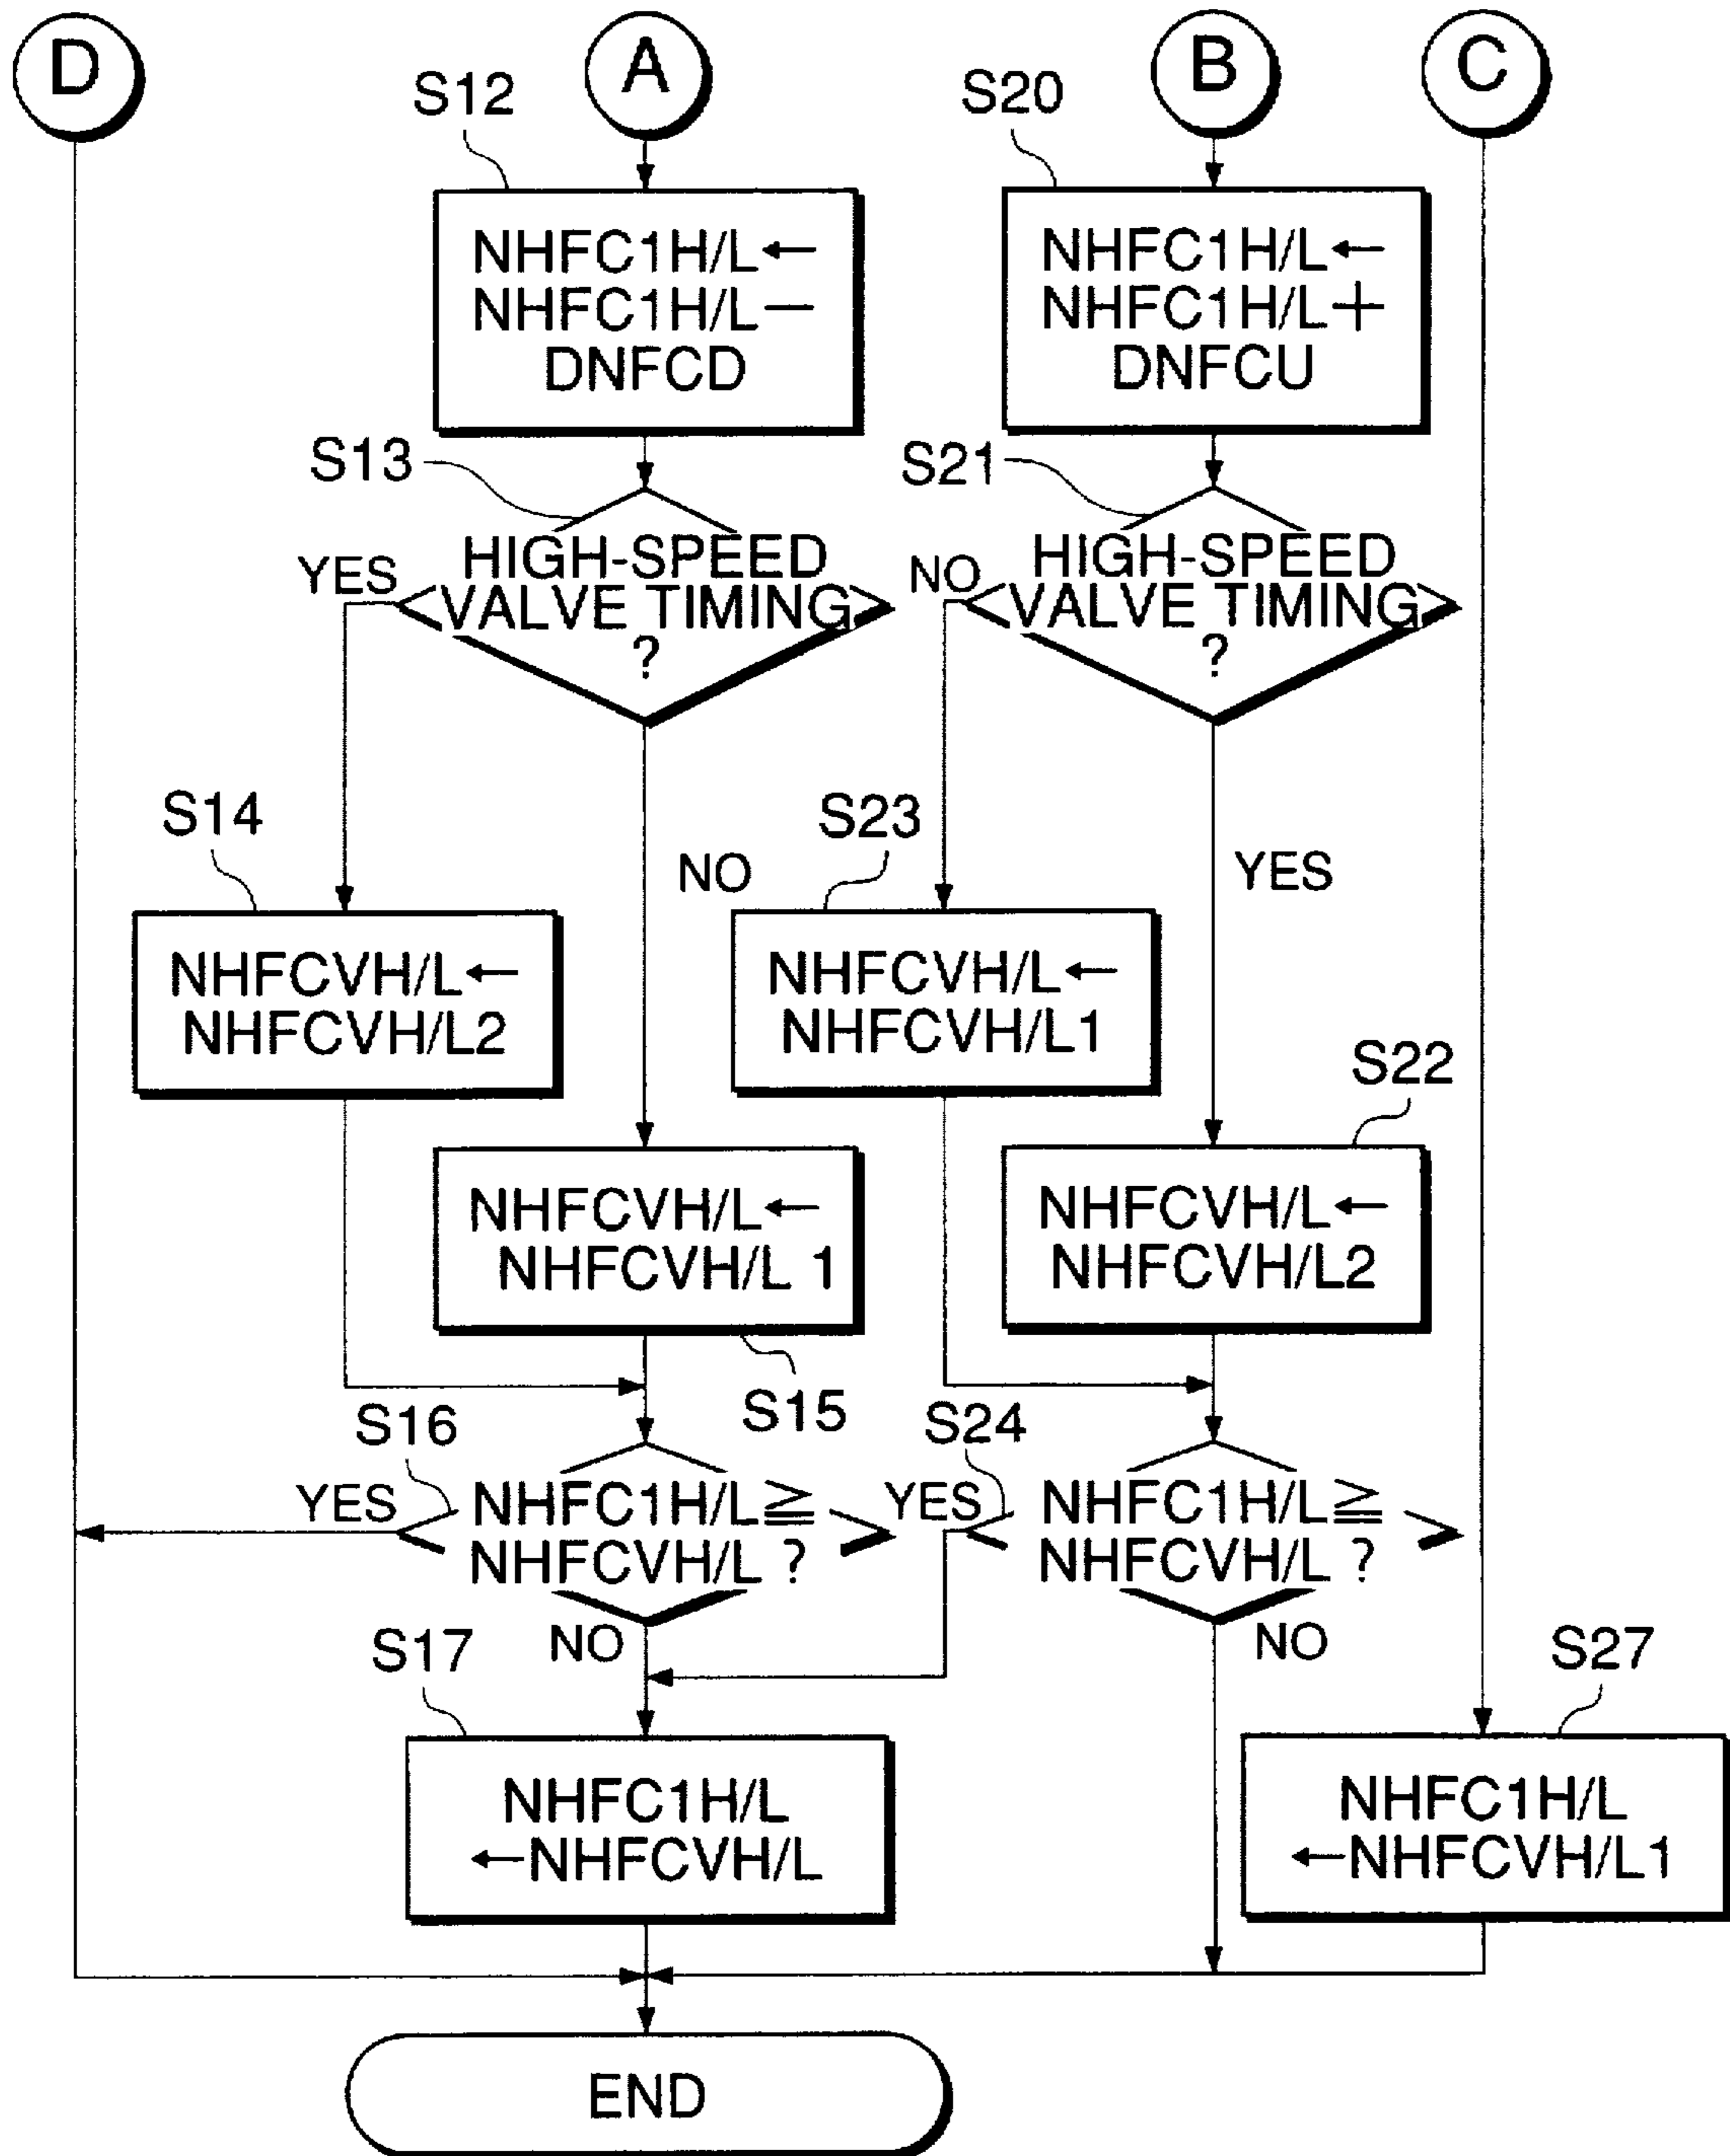 D
A
B
C
S12
S20
NHFC1H/L←
NHFC1H/L−
DNFCD
NHFC1H/L←
NHFC1H/L+
DNFCU
S13
S21
YES
HIGH-SPEED
VALVE TIMING
?
NO
HIGH-SPEED
VALVE TIMING
?
S14
S23
NO
YES
NHFCVH/L←
NHFCVH/L2
NHFCVH/L←
NHFCVH/L1
S22
NHFCVH/L←
NHFCVH/L 1
NHFCVH/L←
NHFCVH/L2
S15
S16
S24
YES
NHFC1H/L≧
NHFCVH/L ?
YES
NHFC1H/L≧
NHFCVH/L ?
NO
NO
S17
S27
NHFC1H/L
←NHFCVH/L
NHFC1H/L
←NHFCVH/L1
END